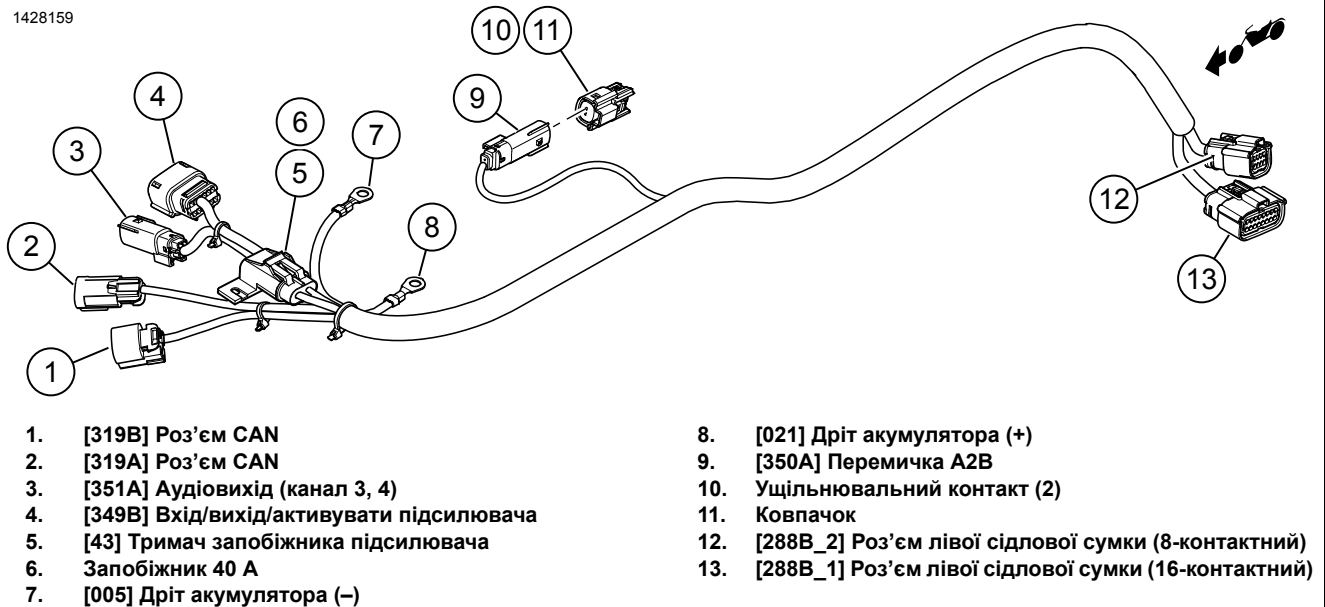 1428159
10
11
9
4
6
7
3
5
8
2
12
13
1
1. [319B] Роз’єм CAN
2. [319A] Роз’єм CAN
3. [351A] Аудіовихід (канал 3, 4)
4. [349B] Вхід/вихід/активувати підсилювача
5. [43] Тримач запобіжника підсилювача
6. Запобіжник 40 А
7. [005] Дріт акумулятора (–)
8. [021] Дріт акумулятора (+)
9. [350A] Перемичка A2B
10. Ущільнювальний контакт (2)
11. Ковпачок
12. [288B_2] Роз’єм лівої сідлової сумки (8-контактний)
13. [288B_1] Роз’єм лівої сідлової сумки (16-контактний)